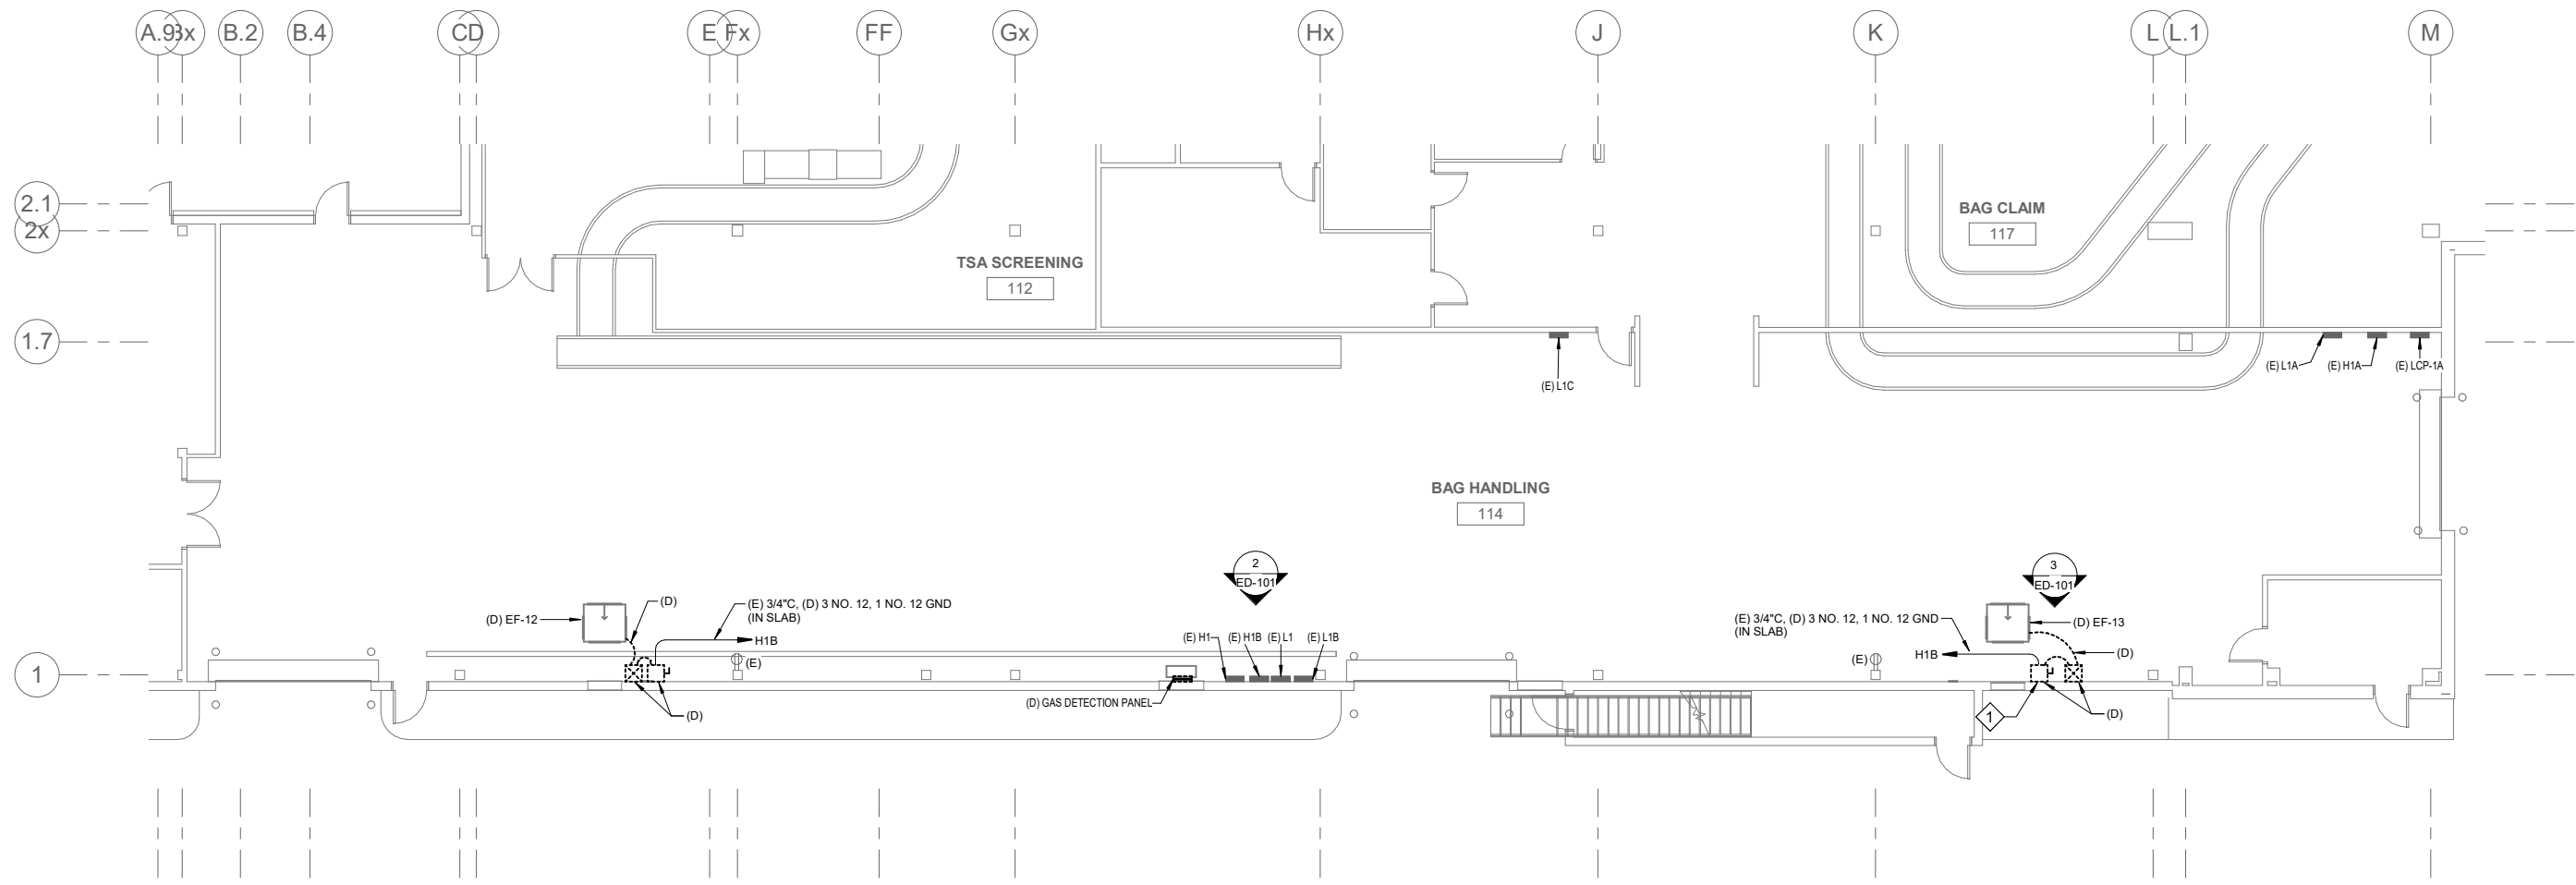 A.9
Bx
B.2
B.4
C
D
E
Fx
FF
Gx
Hx
J
K
L
L.1
M
2.1
2x
1.7
1
TSA SCREENING
112
BAG CLAIM
117
(E) L1C
(E) L1A
(E) H1A
(E) LCP-1A
BAG HANDLING
114
2
ED-101
3
ED-101
(D) EF-12
(D)
(E) 3/4"C, (D) 3 NO. 12, 1 NO. 12 GND
(IN SLAB)
H1B
(E)
(D)
(D) GAS DETECTION PANEL
(E) H1
(E) H1B
(E) L1
(E) L1B
(E) 3/4"C, (D) 3 NO. 12, 1 NO. 12 GND
(IN SLAB)
H1B
(E)
(D) EF-13
(D)
1
(D)